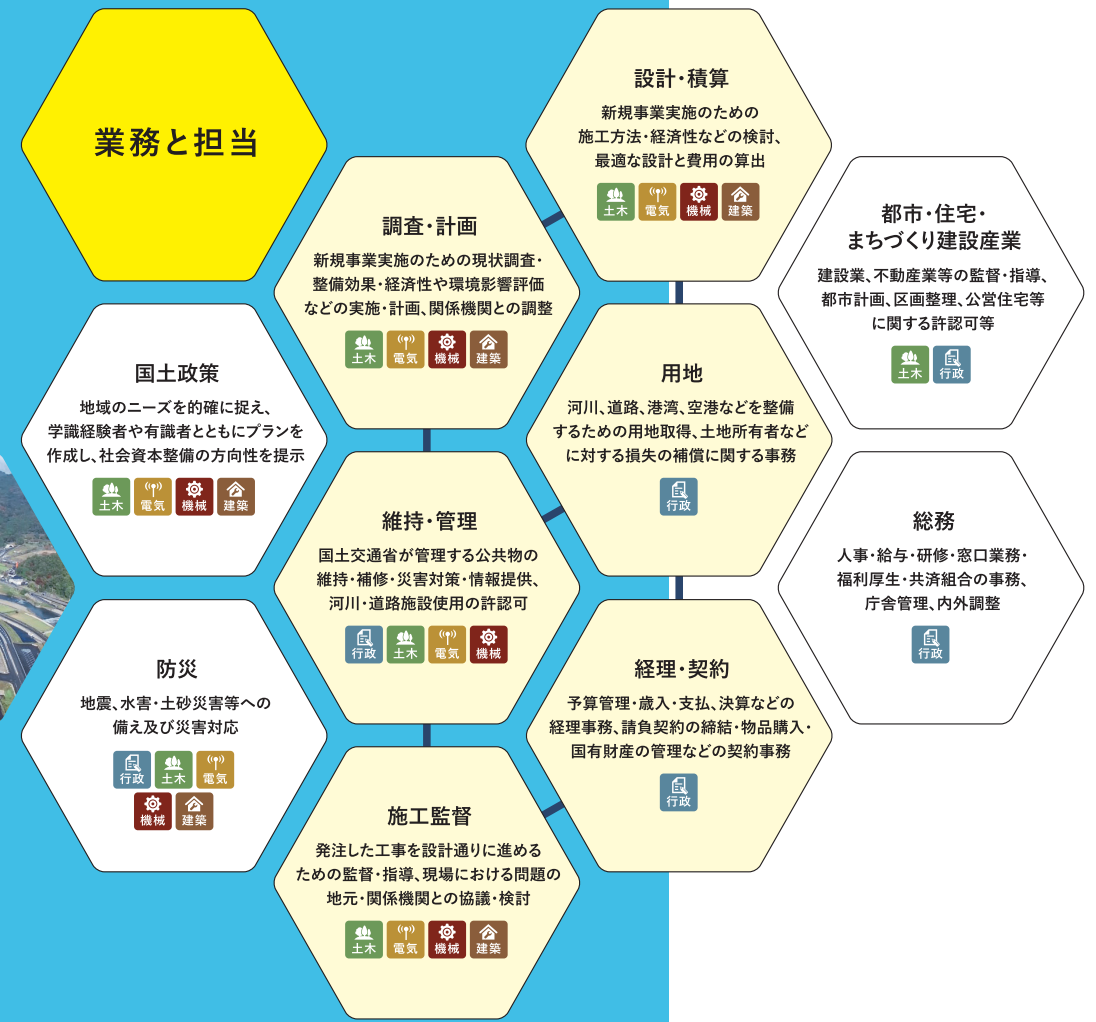 業務と担当
設計・積算
新規事業実施のための
施工方法・経済性などの検討、
最適な設計と費用の算出
土木 電気 機械 建築
調査・計画
新規事業実施のための現状調査・
整備効果・経済性や環境影響評価
などの実施・計画、関係機関との調整
土木 電気 機械 建築
都市・住宅・
まちづくり建設産業
建設業、不動産業等の監督・指導、
都市計画、区画整理、公営住宅等
に関する許認可等
土木 行政
国土政策
地域のニーズを的確に捉え、
学識経験者や有識者とともにプランを
作成し、社会資本整備の方向性を提示
土木 電気 機械 建築
用地
河川、道路、港湾、空港などを整備
するための用地取得、土地所有者など
に対する損失の補償に関する事務
行政
維持・管理
国土交通省が管理する公共物の
維持・補修・災害対策・情報提供、
河川・道路施設使用の許認可
行政 土木 電気 機械
総務
人事・給与・研修・窓口業務・
福利厚生・共済組合の事務、
庁舎管理、内外調整
行政
防災
地震、水害・土砂災害等への
備え及び災害対応
行政 土木 電気
機械 建築
経理・契約
予算管理・歳入・支払、決算などの
経理事務、請負契約の締結・物品購入・
国有財産の管理などの契約事務
行政
施工監督
発注した工事を設計通りに進める
ための監督・指導、現場における問題の
地元・関係機関との協議・検討
土木 電気 機械 建築